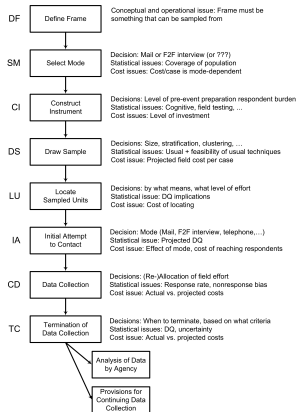 DF
Define Frame
Conceptual and operational issue: Frame must be
something that can be sampled from
SM
Select Mode
Decision: Mail or F2F interview (or ???)
Statistical issues: Coverage of population
Cost issues: Cost/case is mode-dependent
CI
Construct
Instrument
Decisions: Level of pre-event preparation respondent burden
Statistical issues: Cognitive, field testing, ...
Cost issues: Level of investment
DS
Draw Sample
Decisions: Size, stratification, clustering, ...
Statistical issues: Usual + feasibility of usual techniques
Cost issue: Projected field cost per case
LU
Locate
Sampled Units
Decisions: by what means, what level of effort
Statistical issue: DQ implications
Cost issue: Cost of locating
IA
Initial Attempt
to Contact
Decision: Mode (Mail, F2F interview, telephone,...)
Statistical issue: Projected DQ
Cost issue: Effect of mode, cost of reaching respondents
CD
Data Collection
Decisions: (Re-)Allocation of field effort
Statistical issues: Response rate, nonresponse bias
Cost issue: Actual vs. projected costs
TC
Termination of
Data Collection
Decisions: When to terminate, based on what criteria
Statistical issues: DQ, uncertainty
Cost issue: Actual vs. projected costs
Analysis of Data
by Agency
Provisions for
Continuing Data
Collection